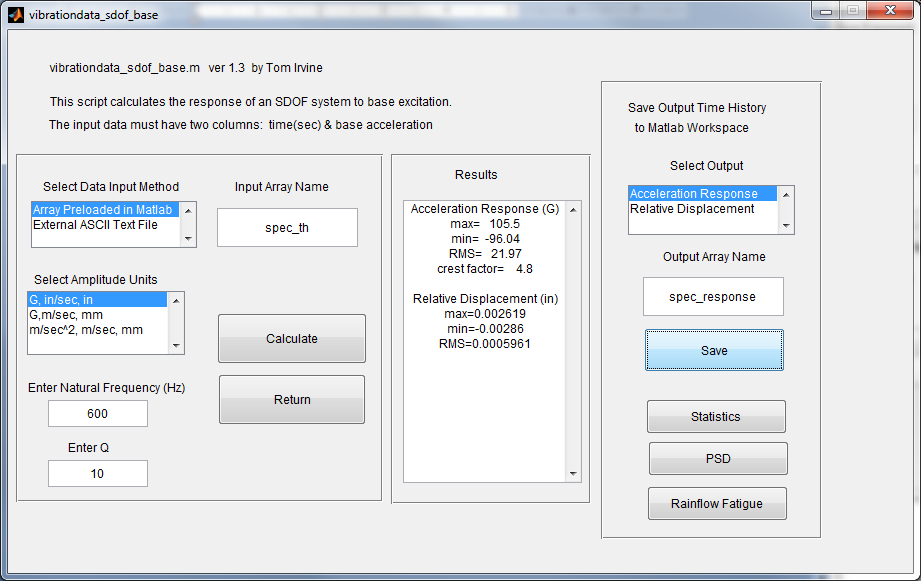 vibrationdata_sdof_base
vibrationdata_sdof_base.m ver 1.3 by Tom Irvine
This script calculates the response of an SDOF system to base excitation.
The input data must have two columns: time(sec) & base acceleration
Select Data Input Method
Array Preloaded in Matlab
External ASCII Text File
Input Array Name
spec_th
Select Amplitude Units
G, in/sec, in
G,m/sec, mm
m/sec^2, m/sec, mm
Calculate
Enter Natural Frequency (Hz)
600
Return
Enter Q
10
Results
Acceleration Response (G)
max= 105.5
min= -96.04
RMS= 21.97
crest factor= 4.8
Relative Displacement (in)
max=0.002619
min=-0.00286
RMS=0.0005961
Save Output Time History
to Matlab Workspace
Select Output
Acceleration Response
Relative Displacement
Output Array Name
spec_response
Save
Statistics
PSD
Rainflow Fatigue